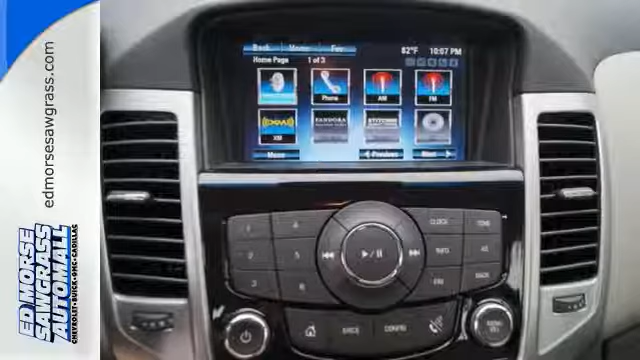 edmorsesawgrass.com
ED MORSE
SAWGRASS
AUTOMALL
CHEVROLET·BUICK·GMC·CADILLAC
Back Home Fav 82°F 10:07 PM
Home Page 1 of 3
Phone AM FM
XM PANDORA STITCHER
Menu Previous
1 4 CLOCK TONE
2 5 INFO AS
3 6 FAV BACK
CONFIG